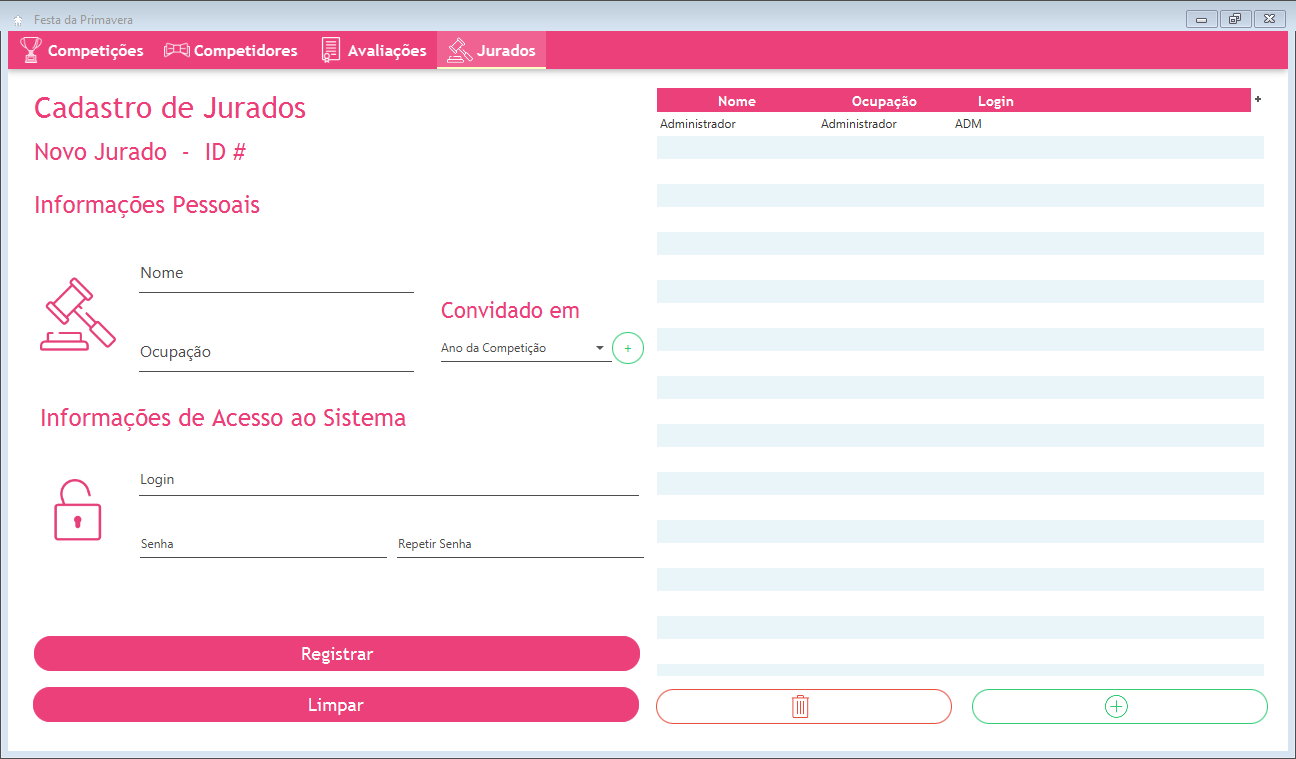 Festa da Primavera
Competições Competidores Avaliações Jurados
Cadastro de Jurados
Novo Jurado - ID #
Informações Pessoais
Nome
Ocupação
Convidado em
Ano da Competição
+
Informações de Acesso ao Sistema
Login
Senha Repetir Senha
Registrar
Limpar
Nome Ocupação Login +
Administrador Administrador ADM